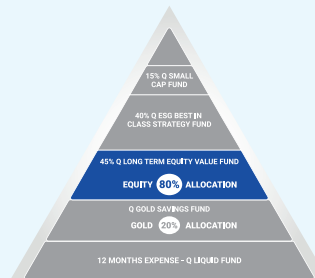 15% Q SMALL
CAP FUND
40% Q ESG BEST IN
CLASS STRATEGY FUND
45% Q LONG TERM EQUITY VALUE FUND
EQUITY 80% ALLOCATION
Q GOLD SAVINGS FUND
GOLD 20% ALLOCATION
12 MONTHS EXPENSE - Q LIQUID FUND